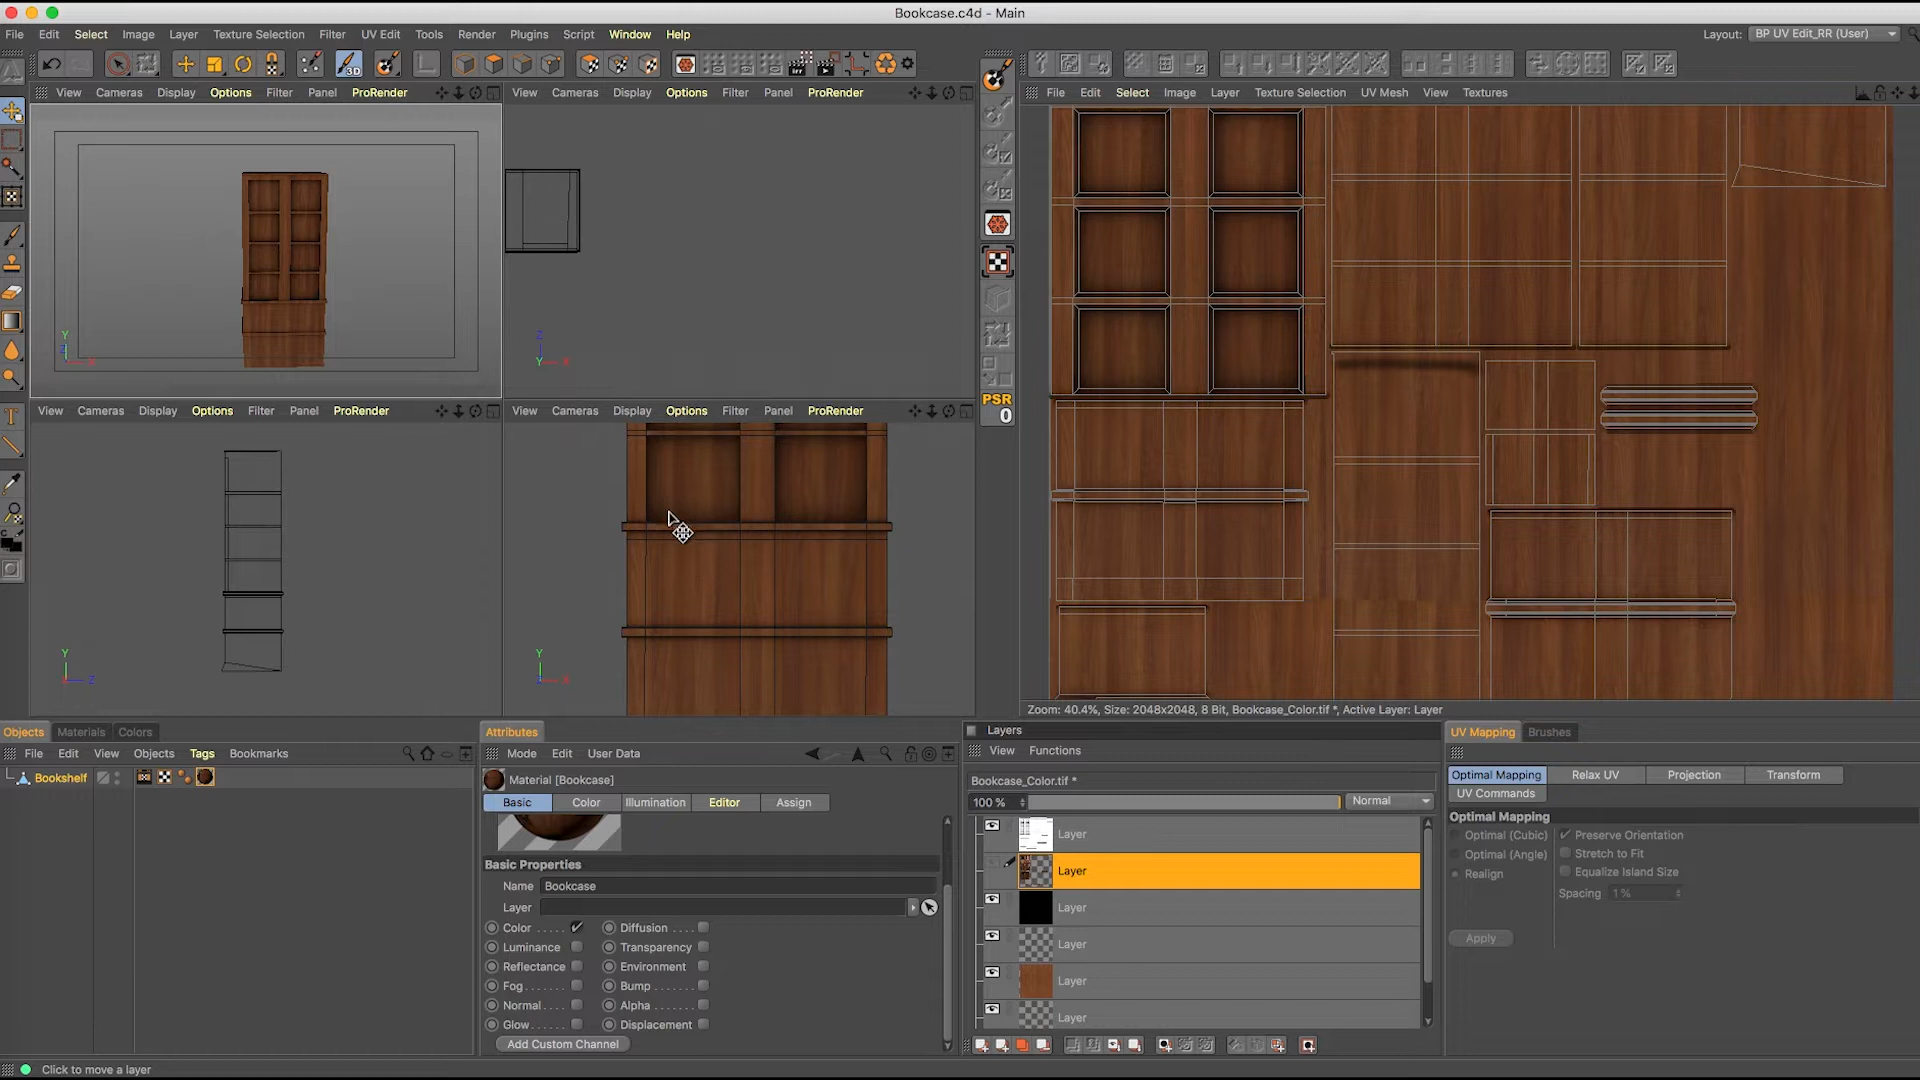 Bookcase.c4d - Main
File Edit Select Image Layer Texture Selection Filter UV Edit Tools Render Plugins Script Window Help
Layout: BP UV Edit_RR (User)
3D
View Cameras Display Options Filter Panel ProRender
View Cameras Display Options Filter Panel ProRender
File Edit Select Image Layer Texture Selection UV Mesh View Textures
Y
Z
X
Z
Y
X
PSR
0
View Cameras Display Options Filter Panel ProRender
View Cameras Display Options Filter Panel ProRender
Y
Z
Y
X
Zoom: 40.4%, Size: 2048x2048, 8 Bit, Bookcase_Color.tif *, Active Layer: Layer
Objects Materials Colors
File Edit View Objects Tags Bookmarks
Bookshelf
Attributes
Mode Edit User Data
Material [Bookcase]
Basic Color Illumination Editor Assign
Basic Properties
Name Bookcase
Layer
Color Diffusion
Luminance Transparency
Reflectance Environment
Fog Bump
Normal Alpha
Glow Displacement
Add Custom Channel
Layers
View Functions
Bookcase_Color.tif *
100 % Normal
Layer
Layer
Layer
Layer
Layer
Layer
UV Mapping Brushes
Optimal Mapping Relax UV Projection Transform
UV Commands
Optimal Mapping
Optimal (Cubic) Preserve Orientation
Optimal (Angle) Stretch to Fit
Realign Equalize Island Size
Spacing 1 %
Apply
Click to move a layer